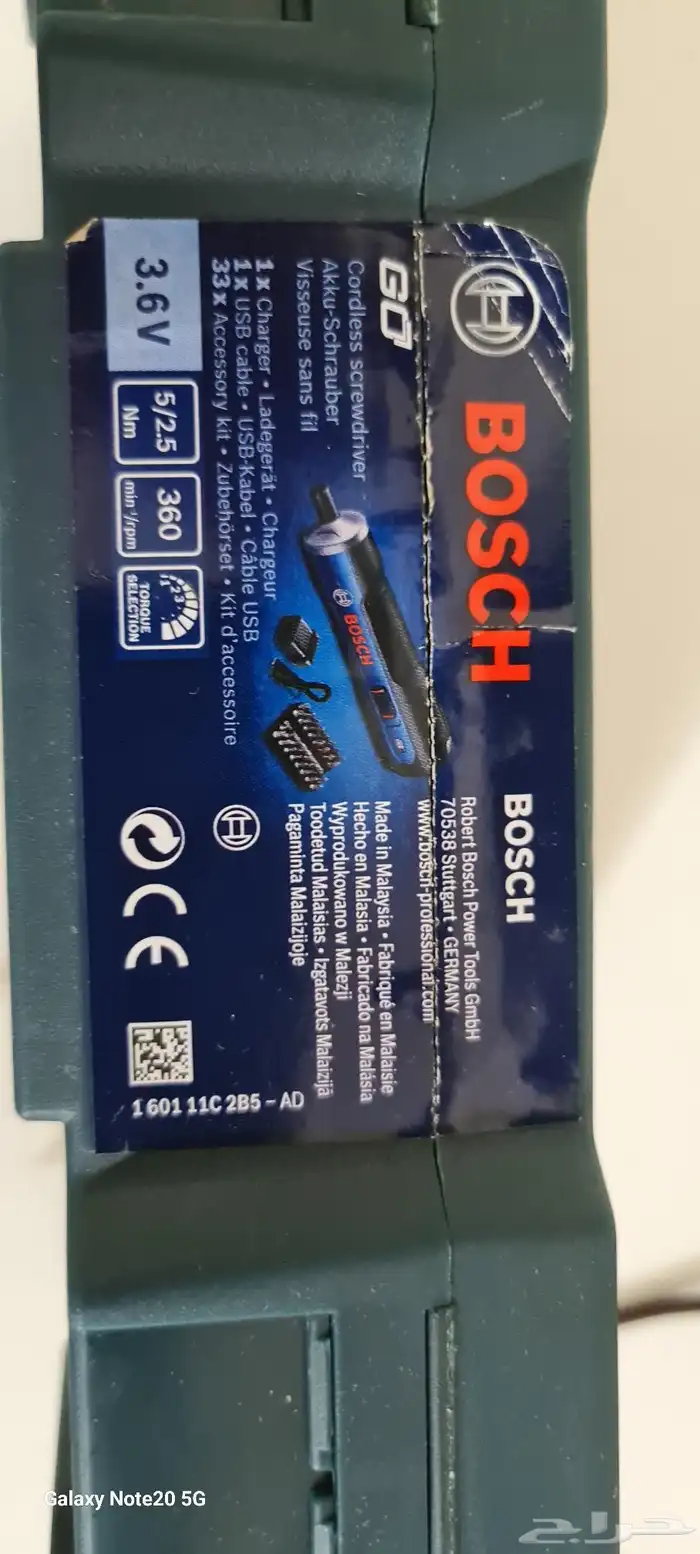 BOSCH
GO
Cordless screwdriver
Akku-Schrauber
Visseuse sans fil
1x Charger • Ladegerät • Chargeur
1x USB cable • USB-Kabel • Câble USB
33x Accessory kit • Zubehörset • Kit d'accessoire
3.6 V
5/2.5
Nm
360
min⁻¹/rpm
1 2 3
TORQUE
SELECTION
BOSCH
BOSCH
Robert Bosch Power Tools GmbH
70538 Stuttgart • GERMANY
www.bosch-professional.com
Made in Malaysia • Fabriqué en Malaisie
Hecho en Malasia • Fabricado na Malásia
Wyprodukowano w Malezji
Toodetud Malaisias • Izgatavots Malaizijā
Pagaminta Malaizijoje
CE
1 601 11C 2B5 - AD
Galaxy Note20 5G
حراج